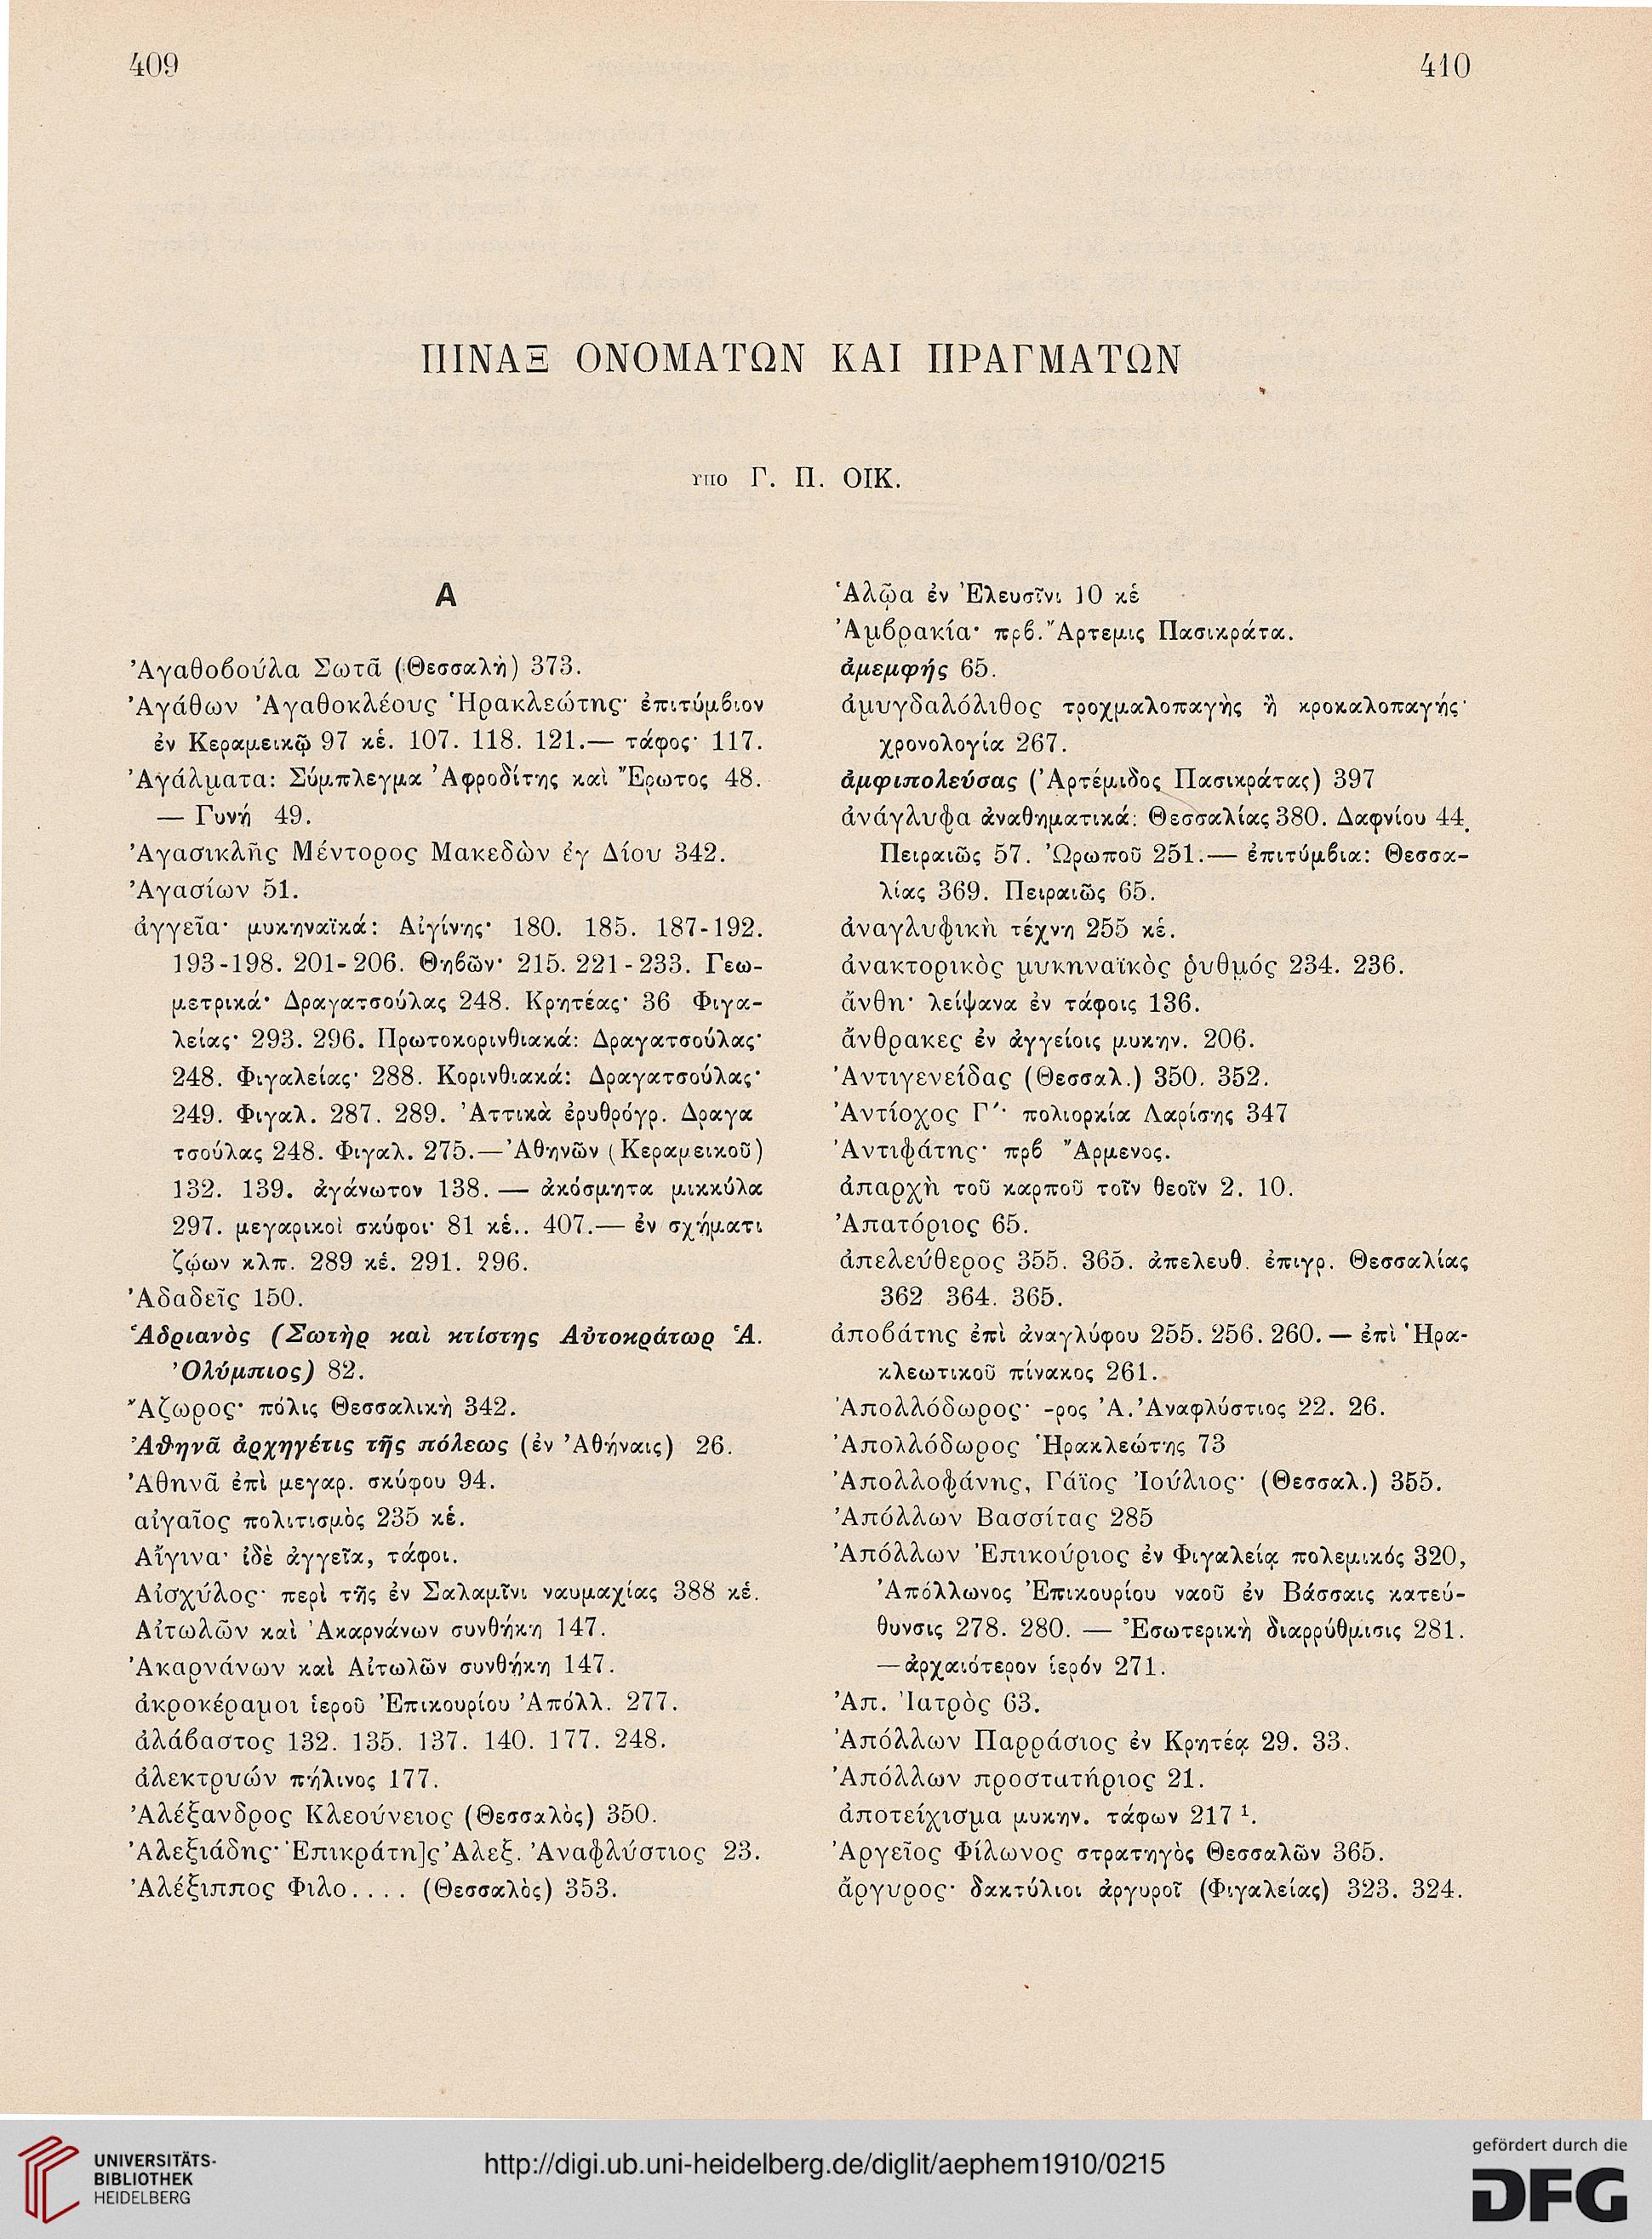 409
410
ΠΙΝΑΞ ΟΝΟΜΑΤΩΝ ΚΑΙ ΠΡΑΓΜΑΤΩΝ
ΥΠΟ Γ. Π. ΟΙΚ.
Α
Ἀγαθοβούλα Σωτᾶ (Θεσσαλὴ) 373.
Ἀγάθων Ἀγαθοκλέους Ἡρακλεώτης· ἐπιτύμβιον
ἐν Κεραμεικῷ 97 κἑ. 107. 118. 121.— τάφος· 117.
Ἀγάλματα: Σύμπλεγμα Ἀφροδίτης καὶ Ἔρωτος 48.
— Γυνή 49.
Ἀγασικλῆς Μέντορος Μακεδὼν ἐγ Δίου 342.
Ἀγασίων 51.
ἀγγεῖα· μυκηναϊκά: Αἰγίνης· 180. 185. 187-192.
193-198. 201-206. Θηβῶν· 215. 221-233. Γεω-
μετρικά· Δραγατσούλας 248. Κρητέας· 36 Φιγα-
λείας· 293. 296. Πρωτοκορινθιακά: Δραγατσούλας·
248. Φιγαλείας· 288. Κορινθιακά: Δραγατσούλας·
249. Φιγαλ. 287. 289. Ἀττικὰ ἐρυθρόγρ. Δραγα
τσούλας 248. Φιγαλ. 275.—Ἀθηνῶν (Κεραμεικοῦ)
132. 139. ἀγάνωτον 138. — ἀκόσμητα μικκύλα
297. μεγαρικοὶ σκύφοι· 81 κἑ.. 407.— ἐν σχήματι
ζῴων κλπ. 289 κἑ. 291. 296.
Ἀδαδεῖς 150.
Ἁδριανὸς (Σωτὴρ καὶ κτίστης Αὐτοκράτωρ Ἁ.
Ὀλύμπιος) 82.
Ἄζωρος· πόλις Θεσσαλικὴ 342.
Ἀθηνᾶ ἀρχηγέτις τῆς πόλεως (ἐν Ἀθήναις) 26.
Ἀθηνᾶ ἐπὶ μεγαρ. σκύφου 94.
αἰγαῖος πολιτισμὸς 235 κἑ.
Αἴγινα· ἰδὲ ἀγγεῖα, τάφοι.
Αἰσχύλος· περὶ τῆς ἐν Σαλαμῖνι ναυμαχίας 388 κἑ.
Αἰτωλῶν καὶ Ἀκαρνάνων συνθήκη 147.
Ἀκαρνάνων καὶ Αἰτωλῶν συνθήκη 147.
ἀκροκέραμοι ἱεροῦ Ἐπικουρίου Ἀπόλλ. 277.
ἀλάβαστος 132. 135. 137. 140. 177. 248.
ἀλεκτρυών πήλινος 177.
Ἀλέξανδρος Κλεούνειος (Θεσσαλὸς) 350.
Ἀλεξιάδης· Ἐπικράτη]ς Ἀλεξ. Ἀναφλύστιος 23.
Ἀλέξιππος Φιλο.... (Θεσσαλὸς) 353.
Ἁλῷα ἐν Ἐλευσῖνι 10 κἑ
Ἀμβρακία· πρβ. Ἄρτεμις Πασικράτα.
ἀμεμφής 65.
ἀμυγδαλόλιθος τροχμαλοπαγὴς ἢ κροκαλοπαγής·
χρονολογία 267.
ἀμφιπολεύσας (Ἀρτέμιδος Πασικράτας) 397
ἀνάγλυφα ἀναθηματικά: Θεσσαλίας 380. Δαφνίου 44.
Πειραιῶς 57. Ὠρωποῦ 251.— ἐπιτύμβια: Θεσσα-
λίας 369. Πειραιῶς 65.
ἀναγλυφικὴ τέχνη 255 κἑ.
ἀνακτορικὸς μυκηναϊκὸς ῥυθμός 234. 236.
ἄνθη· λείψανα ἐν τάφοις 136.
ἄνθρακες ἐν ἀγγείοις μυκην. 206.
Ἀντιγενείδας (Θεσσαλ.) 350. 352.
Ἀντίοχος Γʹ· πολιορκία Λαρίσης 347
Ἀντιφάτης· πρβ Ἄρμενος.
ἀπαρχὴ τοῦ καρποῦ τοῖν θεοῖν 2. 10.
Ἀπατόριος 65.
ἀπελεύθερος 355. 365. ἀπελευθ. ἐπιγρ. Θεσσαλίας
362 364. 365.
ἀποβάτης ἐπὶ ἀναγλύφου 255. 256. 260. — ἐπὶ Ἡρα-
κλεωτικοῦ πίνακος 261.
Ἀπολλόδωρος· -ρος Ἀ. Ἀναφλύστιος 22. 26.
Ἀπολλόδωρος Ἡρακλεώτης 73
Ἀπολλοφάνης, Γάϊος Ἰούλιος· (Θεσσαλ.) 355.
Ἀπόλλων Βασσίτας 285
Ἀπόλλων Ἐπικούριος ἐν Φιγαλείᾳ πολεμικός 320,
Ἀπόλλωνος Ἐπικουρίου ναοῦ ἐν Βάσσαις κατεύ-
θυνσις 278. 280. — Ἐσωτερικὴ διαρρύθμισις 281.
—ἀρχαιότερον ἱερόν 271.
Ἀπ. Ἰατρὸς 63.
Ἀπόλλων Παρράσιος ἐν Κρητέᾳ 29. 33.
Ἀπόλλων προστατήριος 21.
ἀποτείχισμα μυκην. τάφων 217 ¹.
Ἀργεῖος Φίλωνος στρατηγὸς Θεσσαλῶν 365.
ἄργυρος· δακτύλιοι ἀργυροῖ (Φιγαλείας) 323. 324.
UNIVERSITÄTS-
BIBLIOTHEK
HEIDELBERG
http://digi.ub.uni-heidelberg.de/diglit/aephem1910/0215
gefördert durch die
DFG